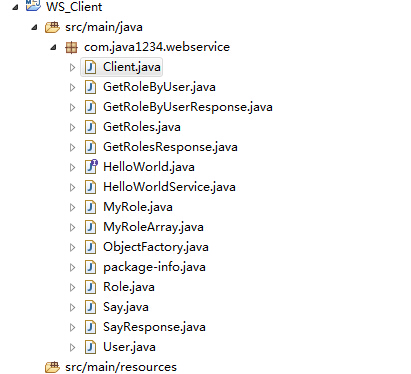 WS_Client
src/main/java
com.java1234.webservice
Client.java
GetRoleByUser.java
GetRoleByUserResponse.java
GetRoles.java
GetRolesResponse.java
HelloWorld.java
HelloWorldService.java
MyRole.java
MyRoleArray.java
ObjectFactory.java
package-info.java
Role.java
Say.java
SayResponse.java
User.java
src/main/resources